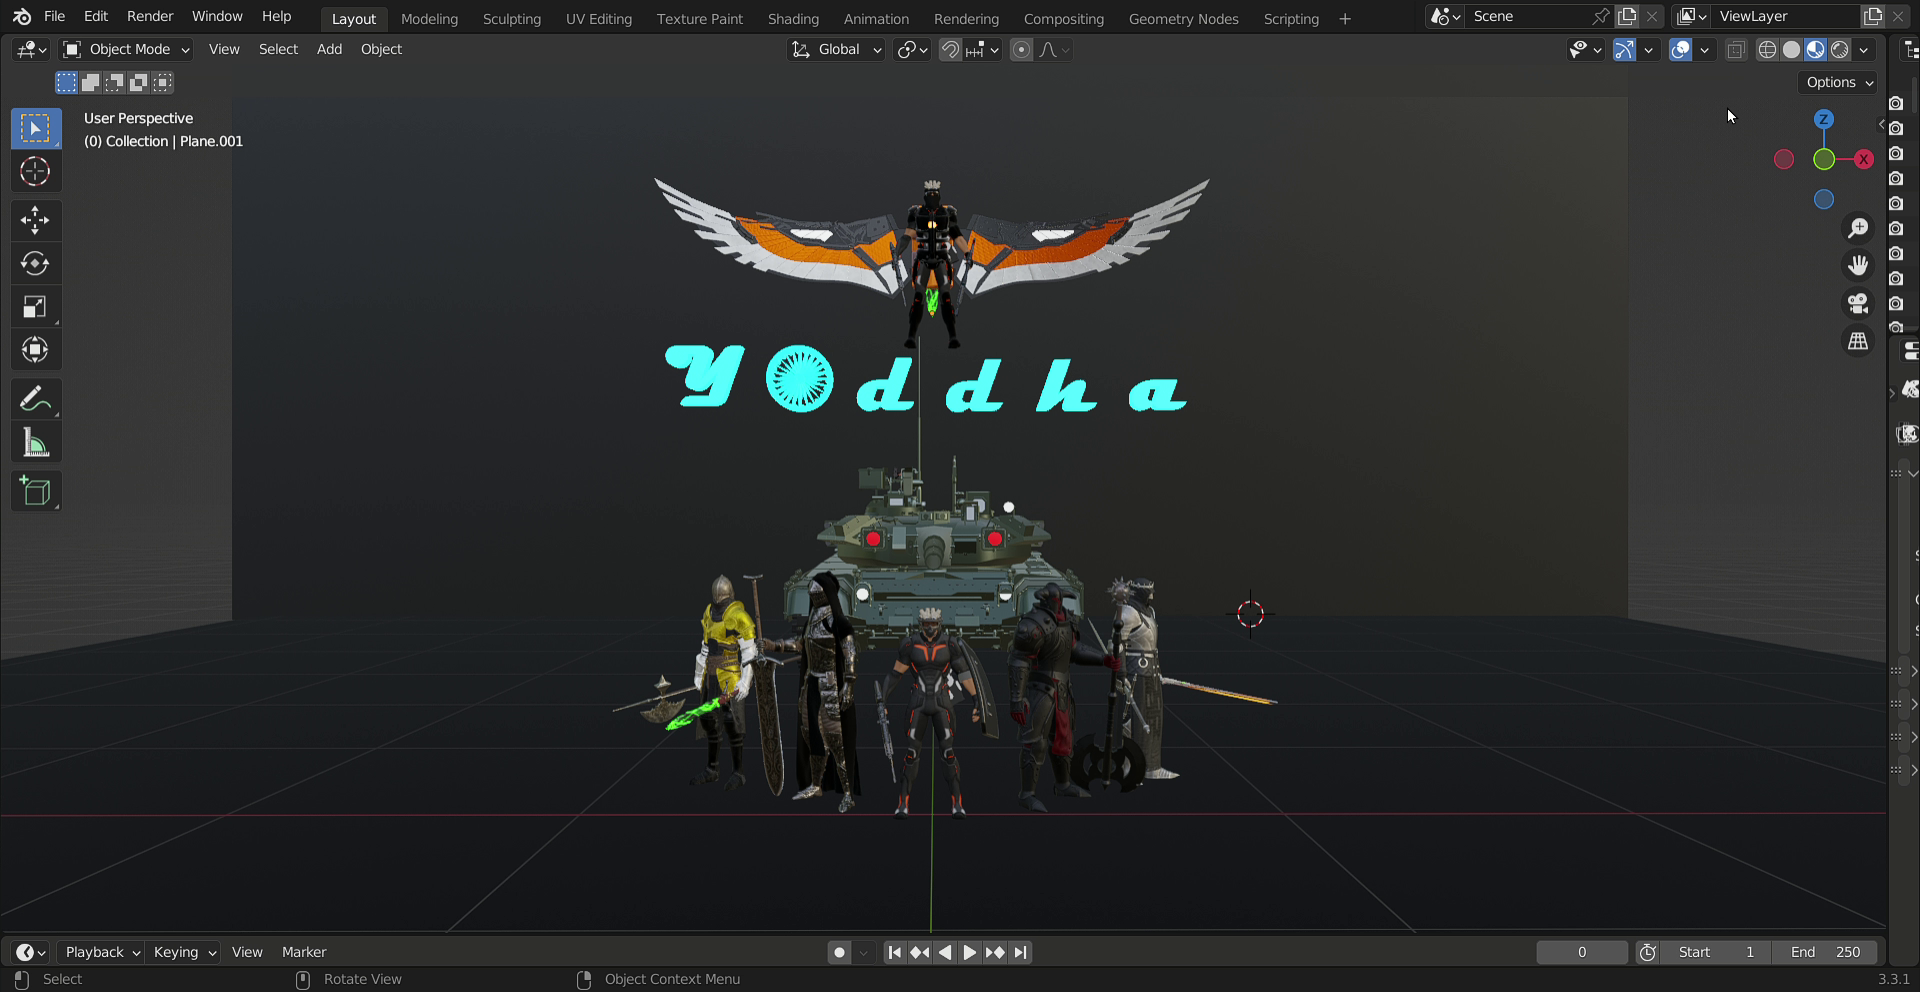 File Edit Render Window Help Layout Modeling Sculpting UV Editing Texture Paint Shading Animation Rendering Compositing Geometry Nodes Scripting + Scene ViewLayer
Object Mode View Select Add Object Global
Options
User Perspective
(0) Collection | Plane.001
Z
X
Yddha
Playback Keying View Marker 0 Start 1 End 250
Select Rotate View Object Context Menu 3.3.1